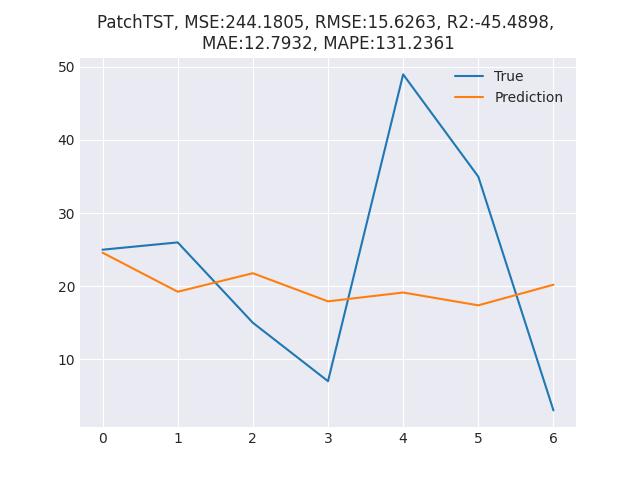 PatchTST, MSE:244.1805, RMSE:15.6263, R2:-45.4898,
MAE:12.7932, MAPE:131.2361
True
Prediction
50
40
30
20
10
0 1 2 3 4 5 6